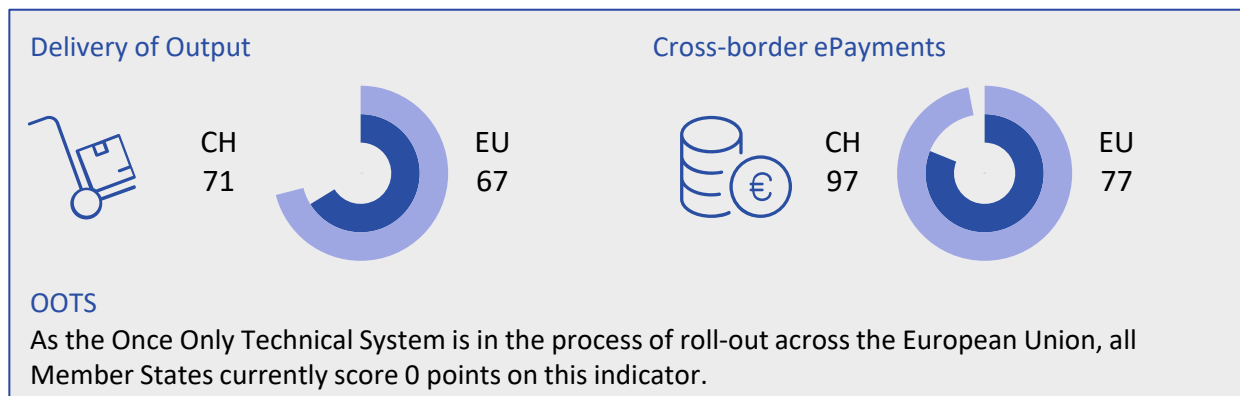 Delivery of Output
CH
71
EU
67
Cross-border ePayments
CH
97
€
EU
77
OOTS
As the Once Only Technical System is in the process of roll-out across the European Union, all
Member States currently score 0 points on this indicator.